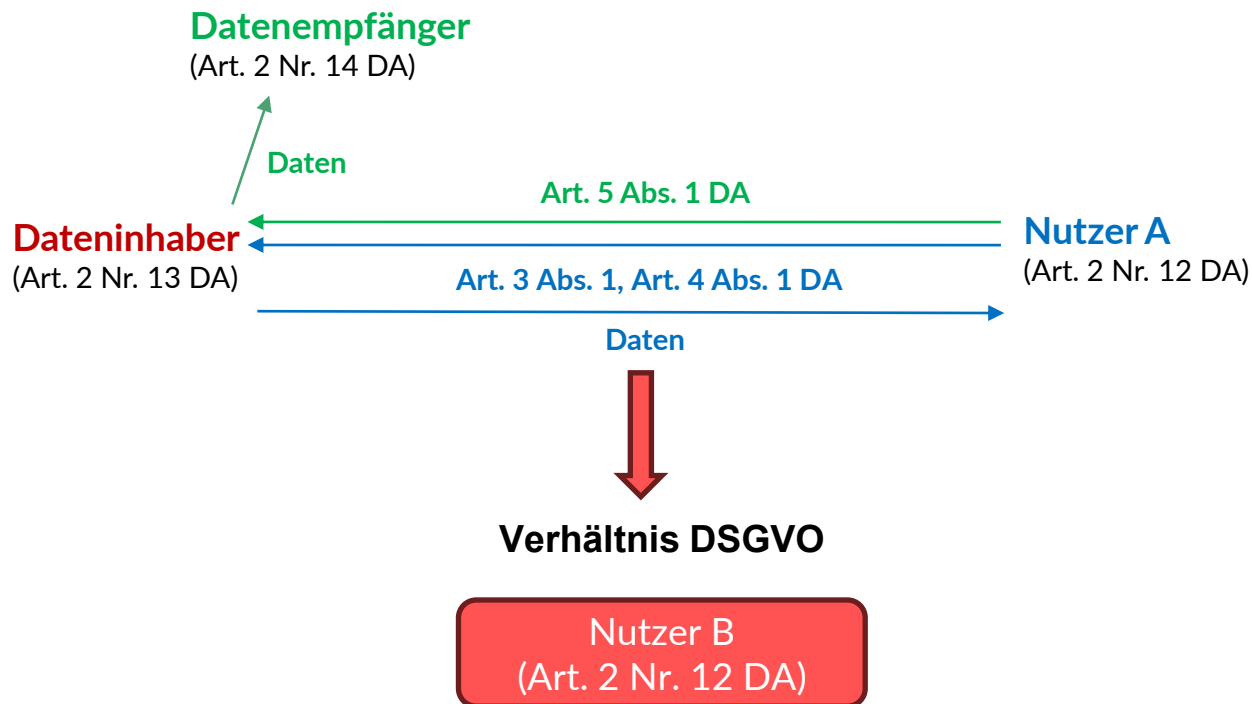 Datenempfänger
(Art. 2 Nr. 14 DA)
Daten
Art. 5 Abs. 1 DA
Dateninhaber
(Art. 2 Nr. 13 DA)
Nutzer A
(Art. 2 Nr. 12 DA)
Art. 3 Abs. 1, Art. 4 Abs. 1 DA
Daten
Verhältnis DSGVO
Nutzer B
(Art. 2 Nr. 12 DA)